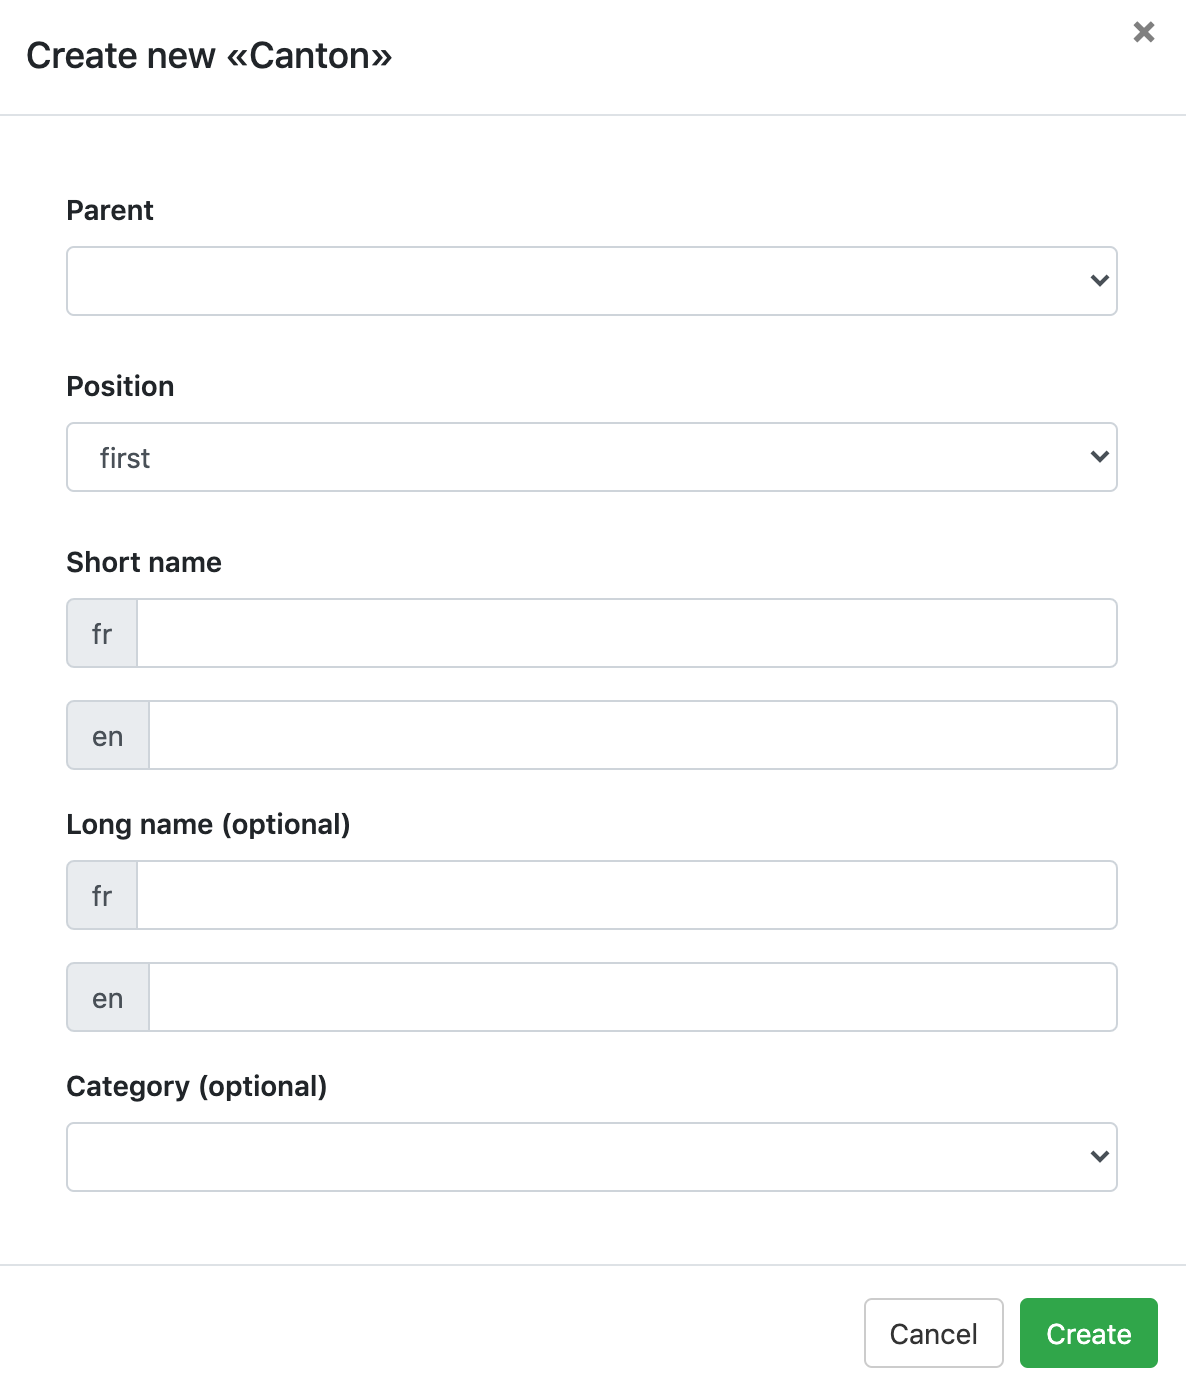 Create new «Canton»
Parent
Position
first
Short name
fr
en
Long name (optional)
fr
en
Category (optional)
Cancel
Create